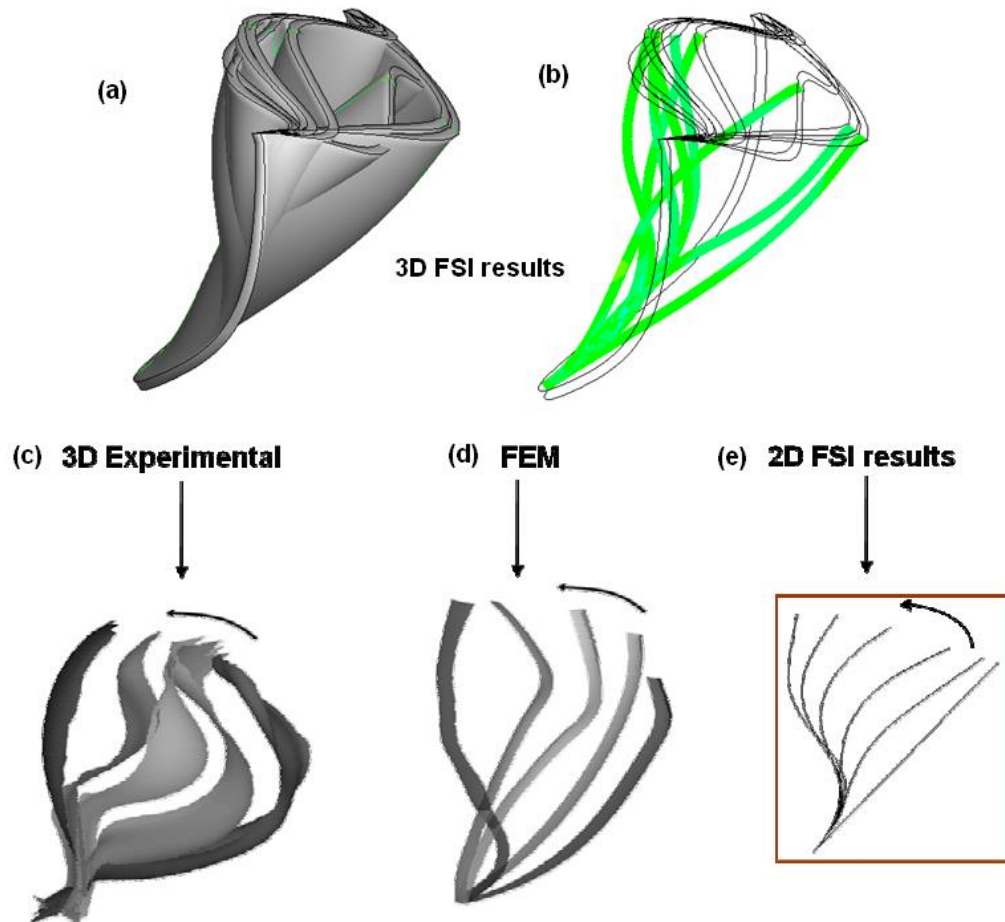 (a)
(b)
3D FSI results
(c) 3D Experimental
(d) FEM
(e) 2D FSI results